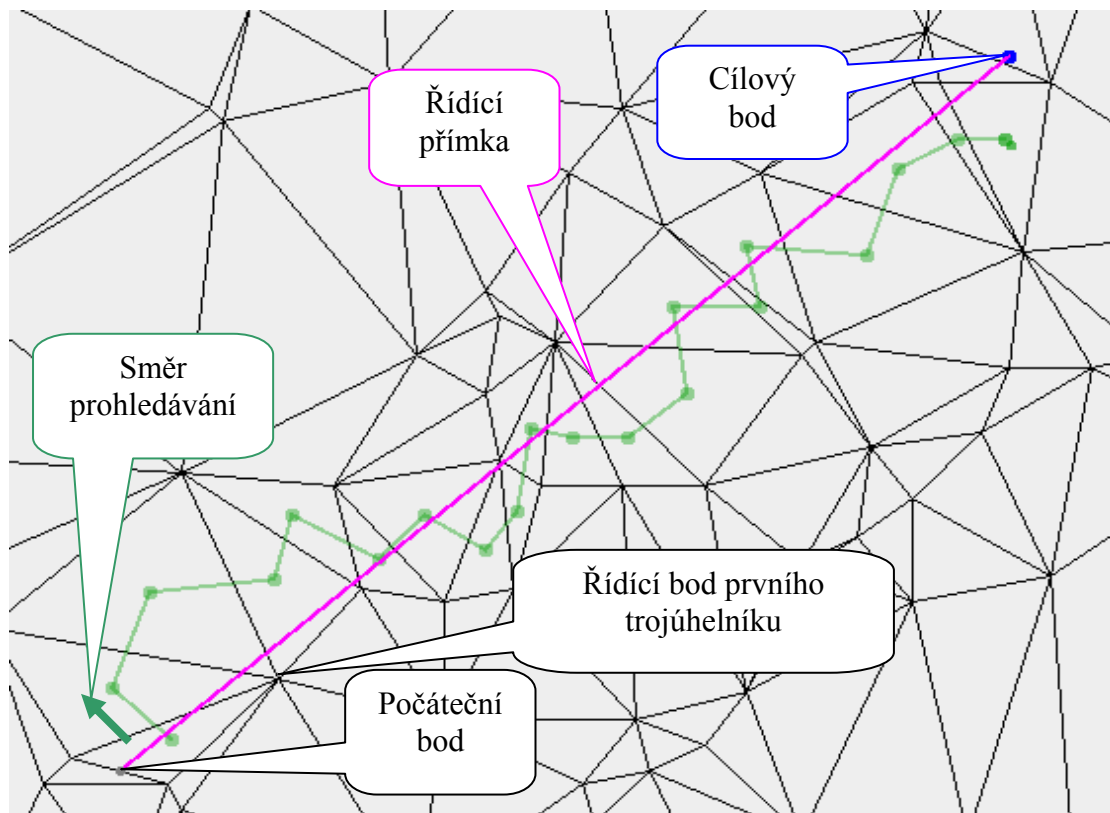 Cílový
bod
Řídící
přímka
Směr
prohledávání
Řídící bod prvního
trojúhelníku
Počáteční
bod